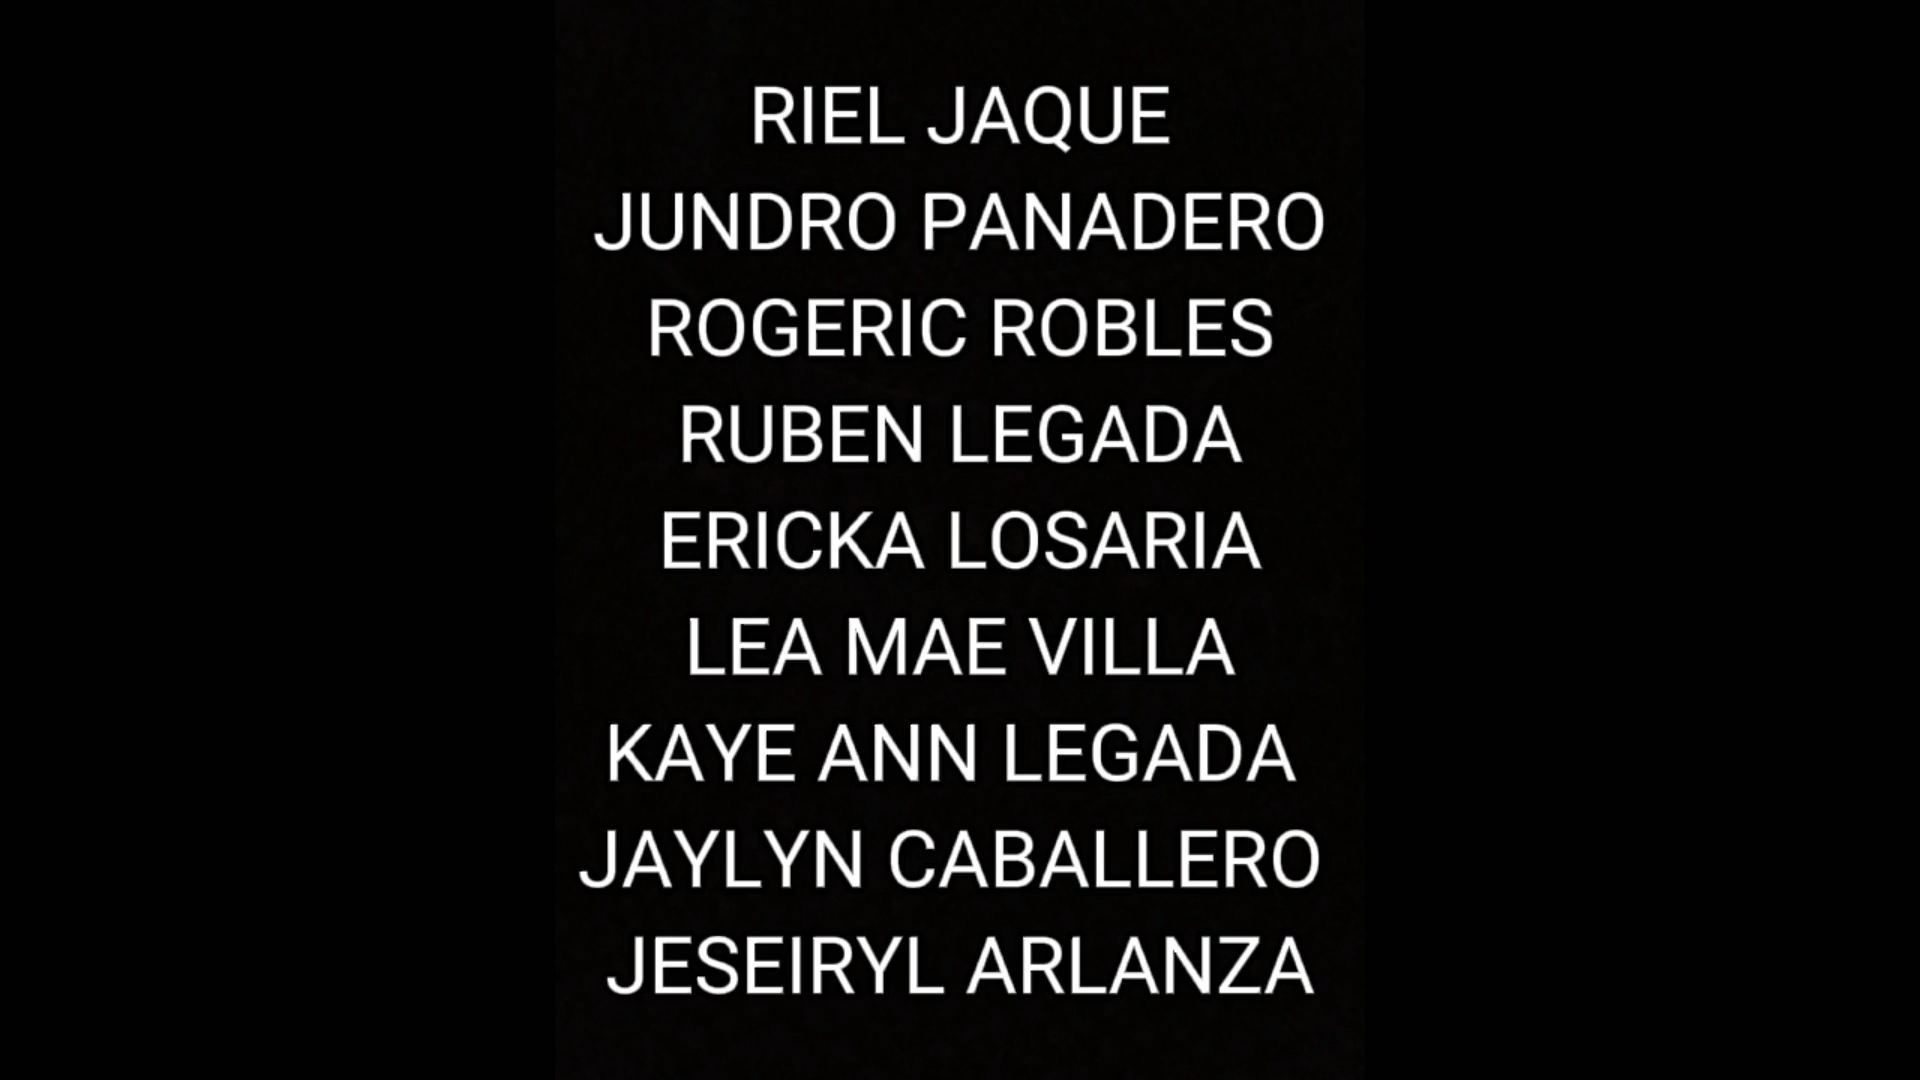 RIEL JAQUE
JUNDRO PANADERO
ROGERIC ROBLES
RUBEN LEGADA
ERICKA LOSARIA
LEA MAE VILLA
KAYE ANN LEGADA
JAYLYN CABALLERO
JESEIRYL ARLANZA